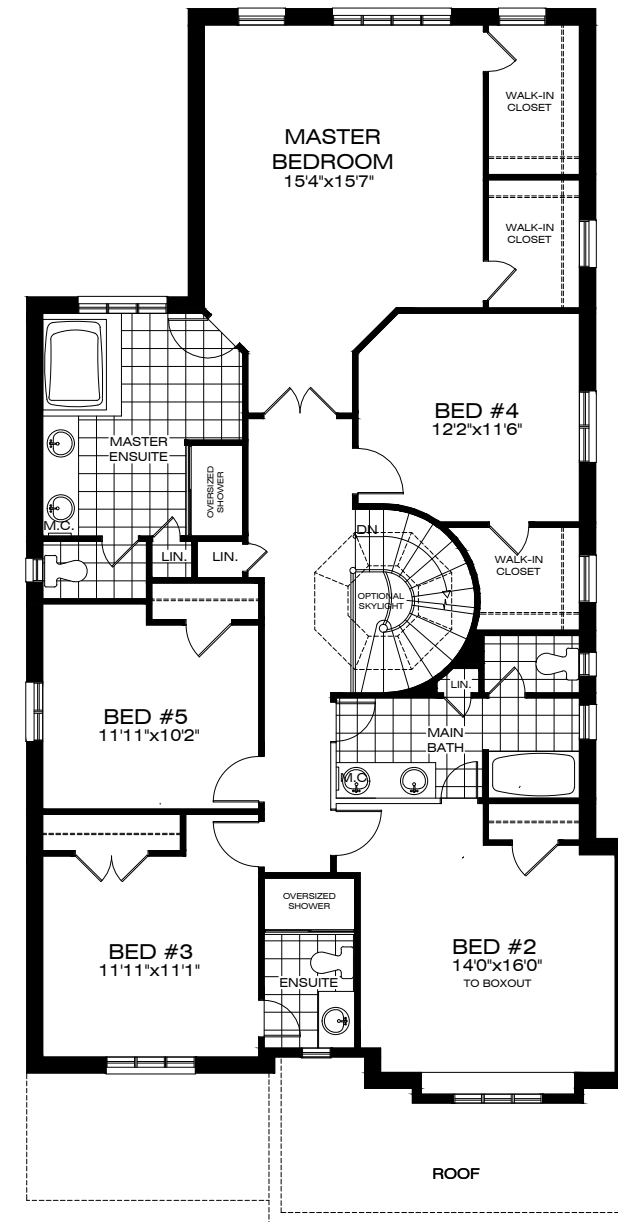 WALK-IN
CLOSET
MASTER
BEDROOM
15'4"x15'7"
WALK-IN
CLOSET
BED #4
12'2"x11'6"
MASTER
ENSUITE
OVERSIZED
SHOWER
M.C.
DN
LIN.
LIN.
WALK-IN
CLOSET
OPTIONAL
SKYLIGHT
LIN.
BED #5
11'11"x10'2"
MAIN
BATH
M.C.
OVERSIZED
SHOWER
BED #3
11'11"x11'1"
BED #2
14'0"x16'0"
TO BOXOUT
ENSUITE
ROOF